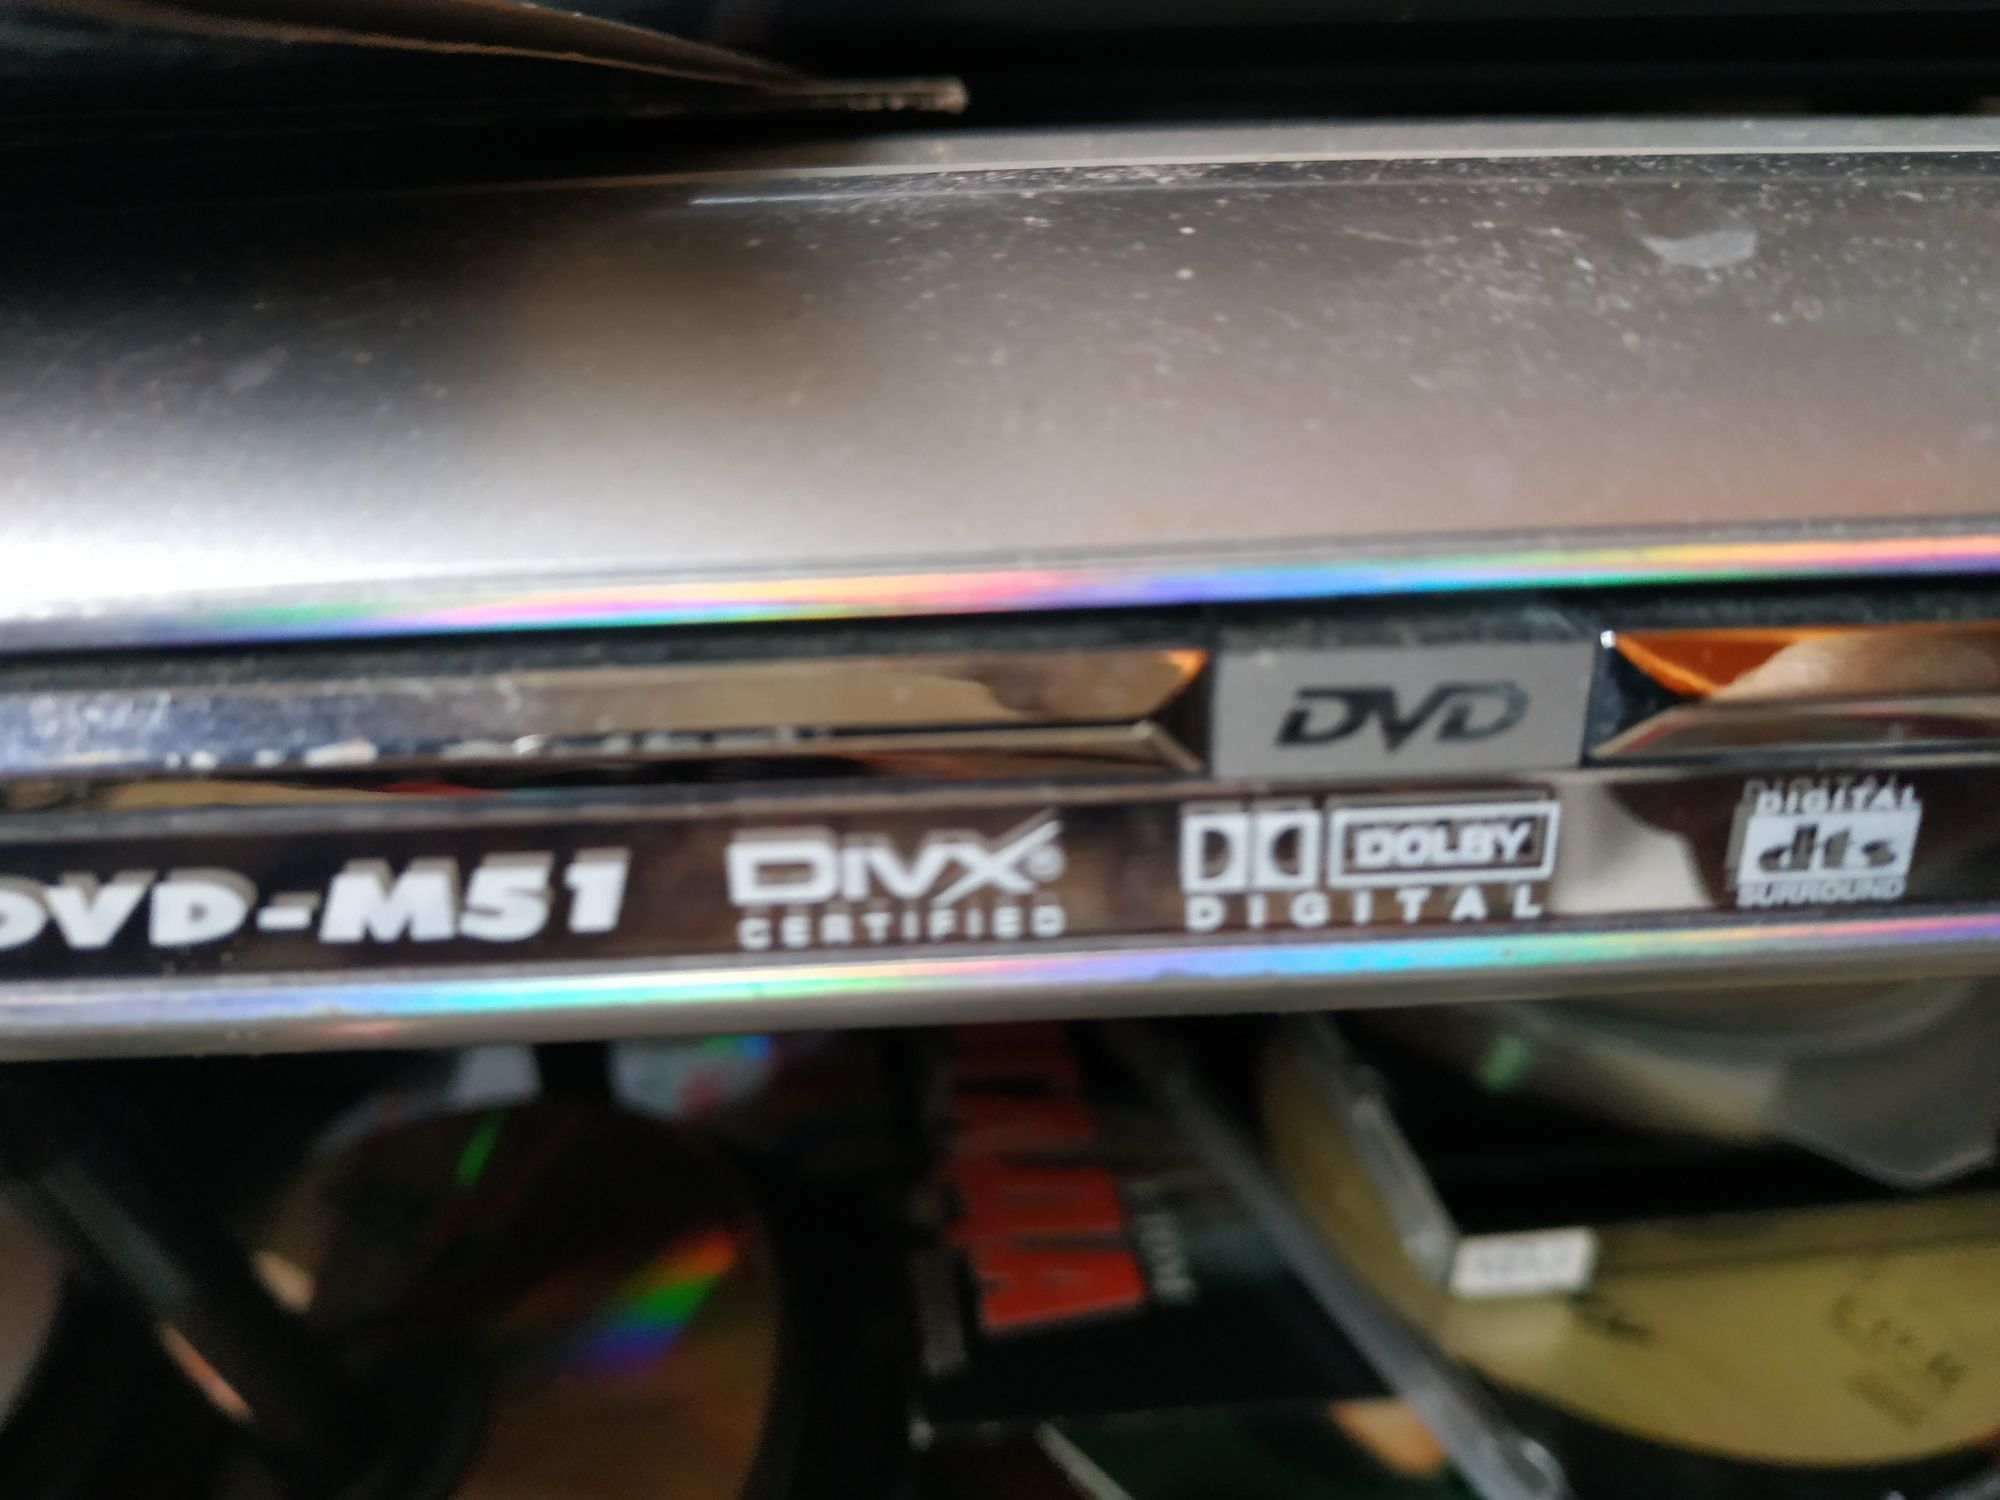 DVD
DVD-M51
DIVX®
CERTIFIED
DOLBY
DIGITAL
DIGITAL
dts
SURROUND